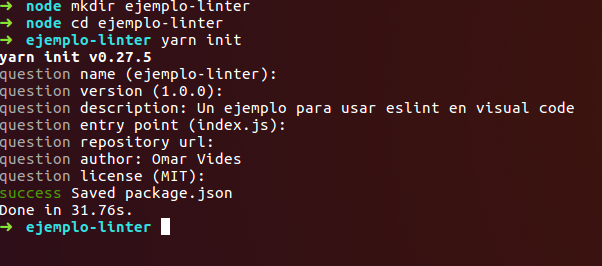 ➜ node mkdir ejemplo-linter
➜ node cd ejemplo-linter
➜ ejemplo-linter yarn init
yarn init v0.27.5
question name (ejemplo-linter):
question version (1.0.0):
question description: Un ejemplo para usar eslint en visual code
question entry point (index.js):
question repository url:
question author: Omar Vides
question license (MIT):
success Saved package.json
Done in 31.76s.
➜ ejemplo-linter